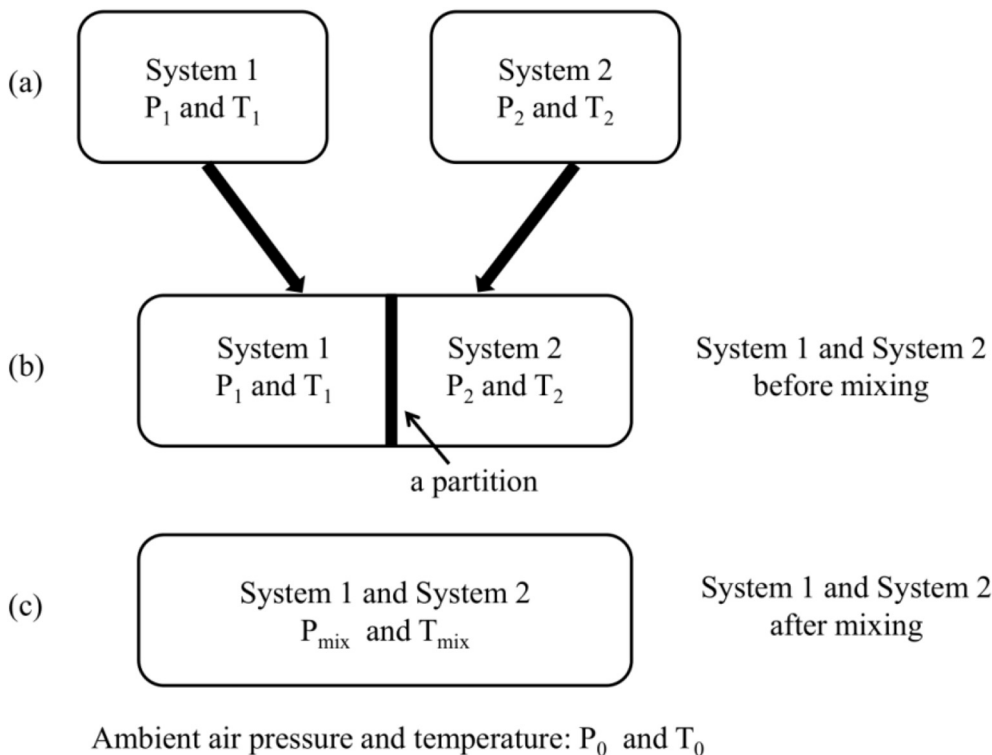 (a)
System 1
P₁ and T₁
System 2
P₂ and T₂
(b)
System 1
P₁ and T₁
System 2
P₂ and T₂
System 1 and System 2
before mixing
a partition
(c)
System 1 and System 2
Pₘᵢₓ and Tₘᵢₓ
System 1 and System 2
after mixing
Ambient air pressure and temperature: P₀ and T₀